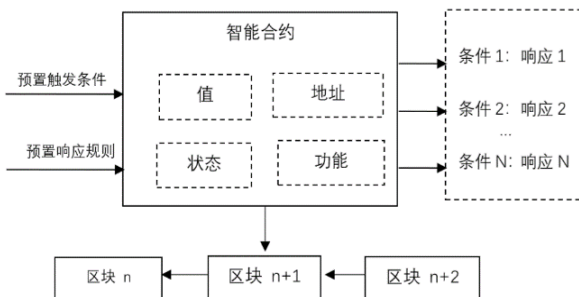 智能合约
预置触发条件
值
地址
预置响应规则
状态
功能
条件 1：响应 1
条件 2：响应 2
...
条件 N：响应 N
区块 n
区块 n+1
区块 n+2